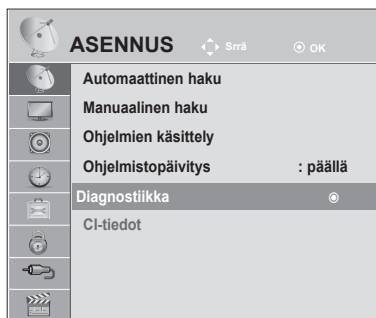 ASENNUS Srrä OK
Automaattinen haku
Manuaalinen haku
Ohjelmien käsittely
Ohjelmistopäivitys : päällä
Diagnostiikka
CI-tiedot